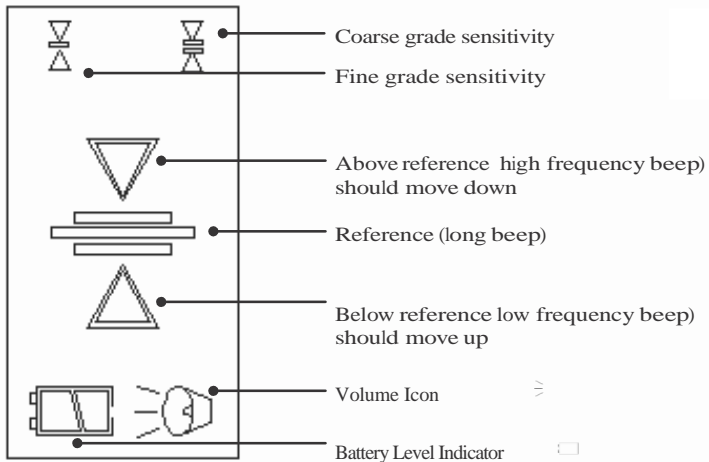 Coarse grade sensitivity
Fine grade sensitivity
Above reference high frequency beep)
should move down
Reference (long beep)
Below reference low frequency beep)
should move up
Volume Icon
Battery Level Indicator